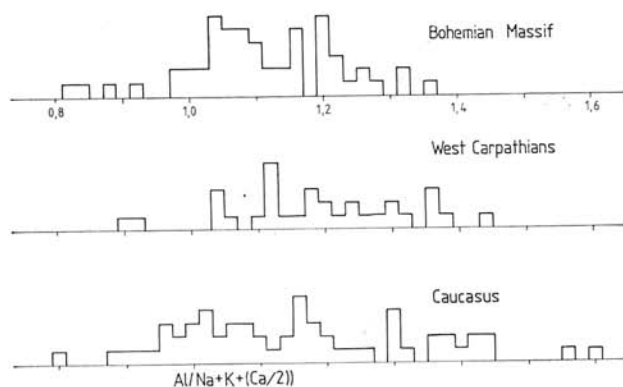 Bohemian Massif
0,8 1,0 1,2 1,4 1,6
West Carpathians
Caucasus
Al/Na+K+(Ca/2))